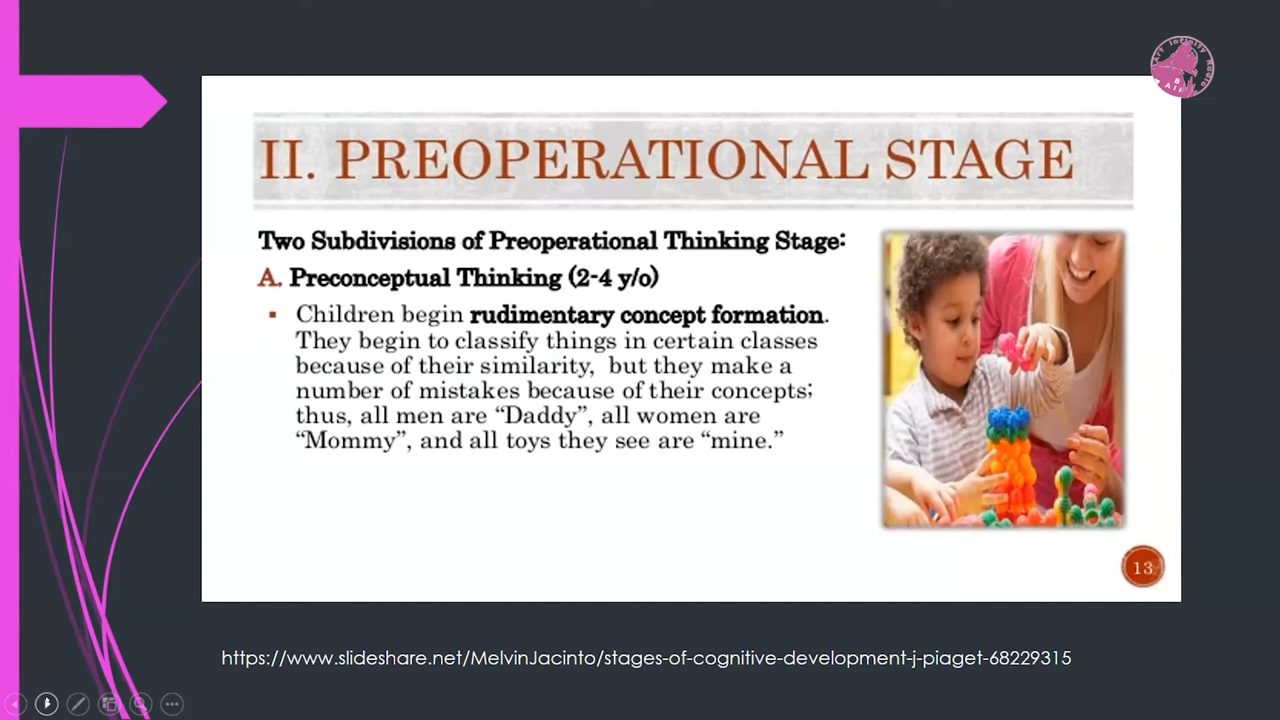 II. PREOPERATIONAL STAGE
Two Subdivisions of Preoperational Thinking Stage:
A. Preconceptual Thinking (2-4 y/o)
▪ Children begin rudimentary concept formation.
They begin to classify things in certain classes
because of their similarity, but they make a
number of mistakes because of their concepts;
thus, all men are “Daddy”, all women are
“Mommy”, and all toys they see are “mine.”
13
https://www.slideshare.net/MelvinJacinto/stages-of-cognitive-development-j-piaget-68229315